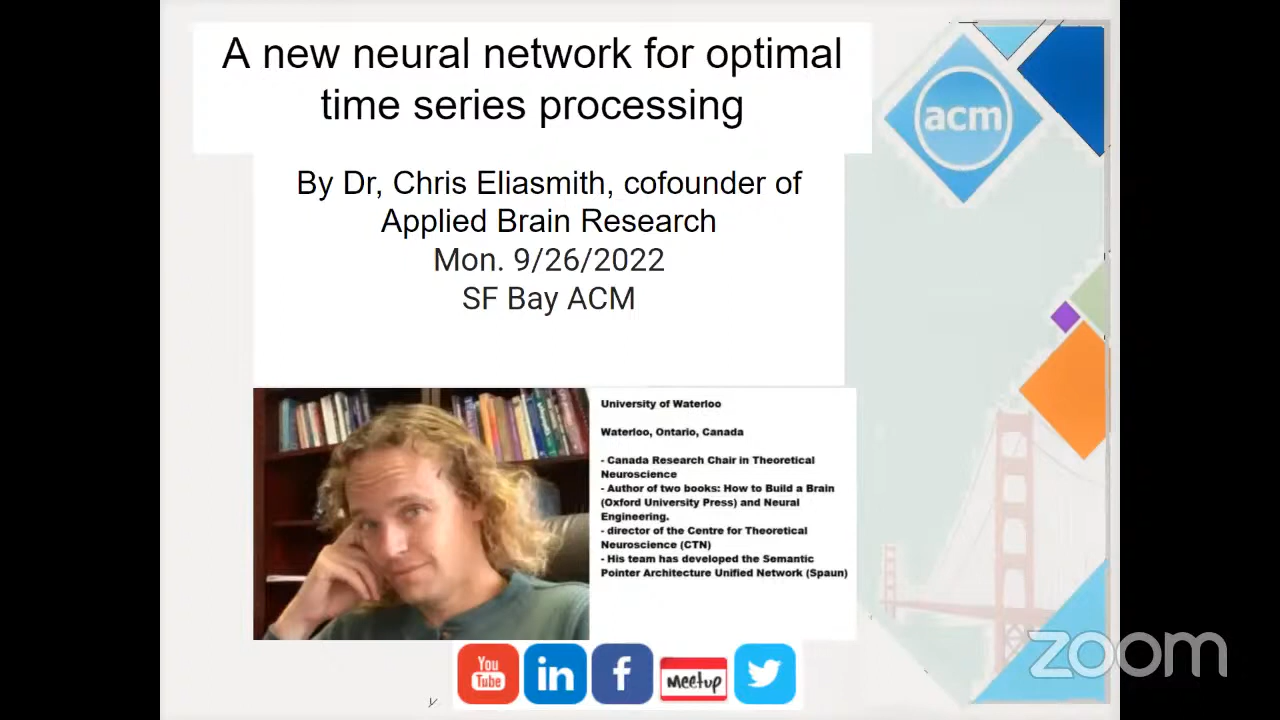 A new neural network for optimal
time series processing
acm
By Dr, Chris Eliasmith, cofounder of
Applied Brain Research
Mon. 9/26/2022
SF Bay ACM
University of Waterloo
Waterloo, Ontario, Canada
- Canada Research Chair in Theoretical
Neuroscience
- Author of two books: How to Build a Brain
(Oxford University Press) and Neural
Engineering.
- director of the Centre for Theoretical
Neuroscience (CTN)
- His team has developed the Semantic
Pointer Architecture Unified Network (Spaun)
You
Tube
in
f
Meetup
zoom